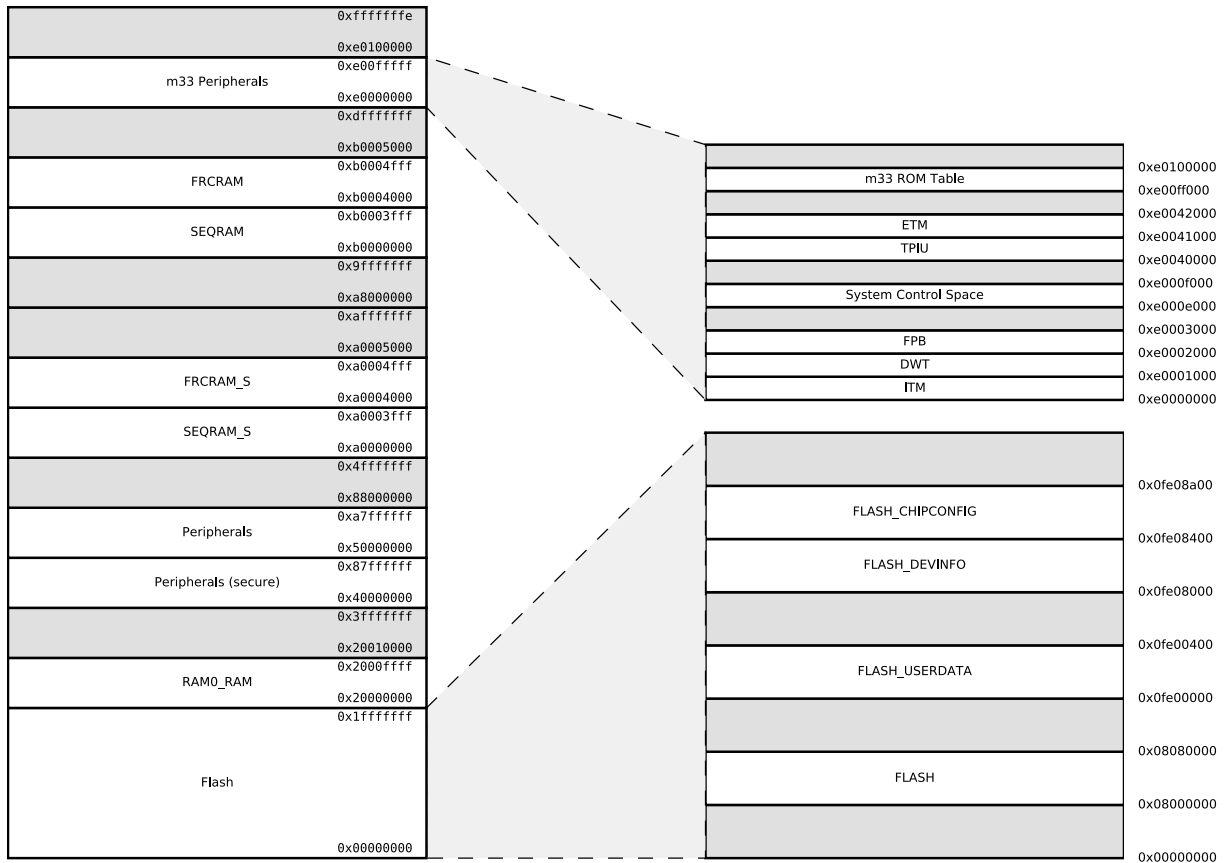 0xfffffffe
0xe0100000
0xe00fffff
m33 Peripherals
0xe0000000
0xdfffffff
0xb0005000
0xb0004fff
FRCRAM
0xb0004000
0xb0003fff
SEQRAM
0xb0000000
0x9fffffff
0xa8000000
0xafffffff
0xa0005000
0xa0004fff
FRCRAM_S
0xa0004000
0xa0003fff
SEQRAM_S
0xa0000000
0x4fffffff
0x88000000
0xa7ffffff
Peripherals
0x50000000
0x87ffffff
Peripherals (secure)
0x40000000
0x3fffffff
0x20010000
0x2000ffff
RAM0_RAM
0x20000000
0x1fffffff
Flash
0x00000000
0xe0100000
m33 ROM Table
0xe00ff000
0xe0042000
ETM
0xe0041000
TPIU
0xe0040000
0xe000f000
System Control Space
0xe000e000
0xe0003000
FPB
0xe0002000
DWT
0xe0001000
ITM
0xe0000000
0x0fe08a00
FLASH_CHIPCONFIG
0x0fe08400
FLASH_DEVINFO
0x0fe08000
0x0fe00400
FLASH_USERDATA
0x0fe00000
0x08080000
FLASH
0x08000000
0x00000000